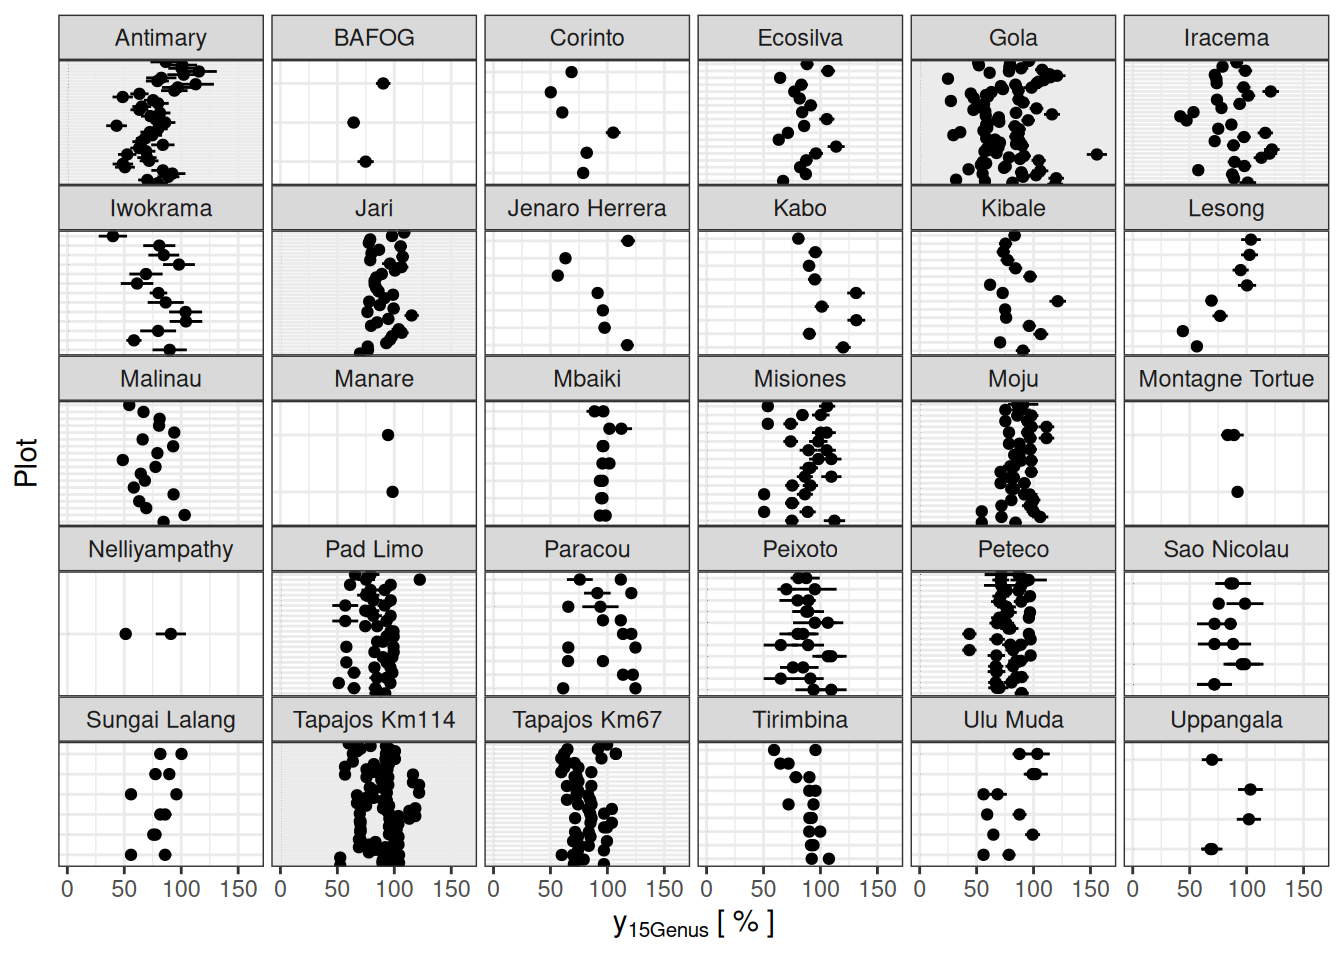 Antimary BAFOG Corinto Ecosilva Gola Iracema
Iwokrama Jari Jenaro Herrera Kabo Kibale Lesong
Malinau Manare Mbaiki Misiones Moju Montagne Tortue
Nelliyampathy Pad Limo Paracou Peixoto Peteco Sao Nicolau
Sungai Lalang Tapajos Km114 Tapajos Km67 Tirimbina Ulu Muda Uppangala
Plot
0 50 100 150 0 50 100 150 0 50 100 150 0 50 100 150 0 50 100 150 0 50 100 150
y15Genus [ % ]